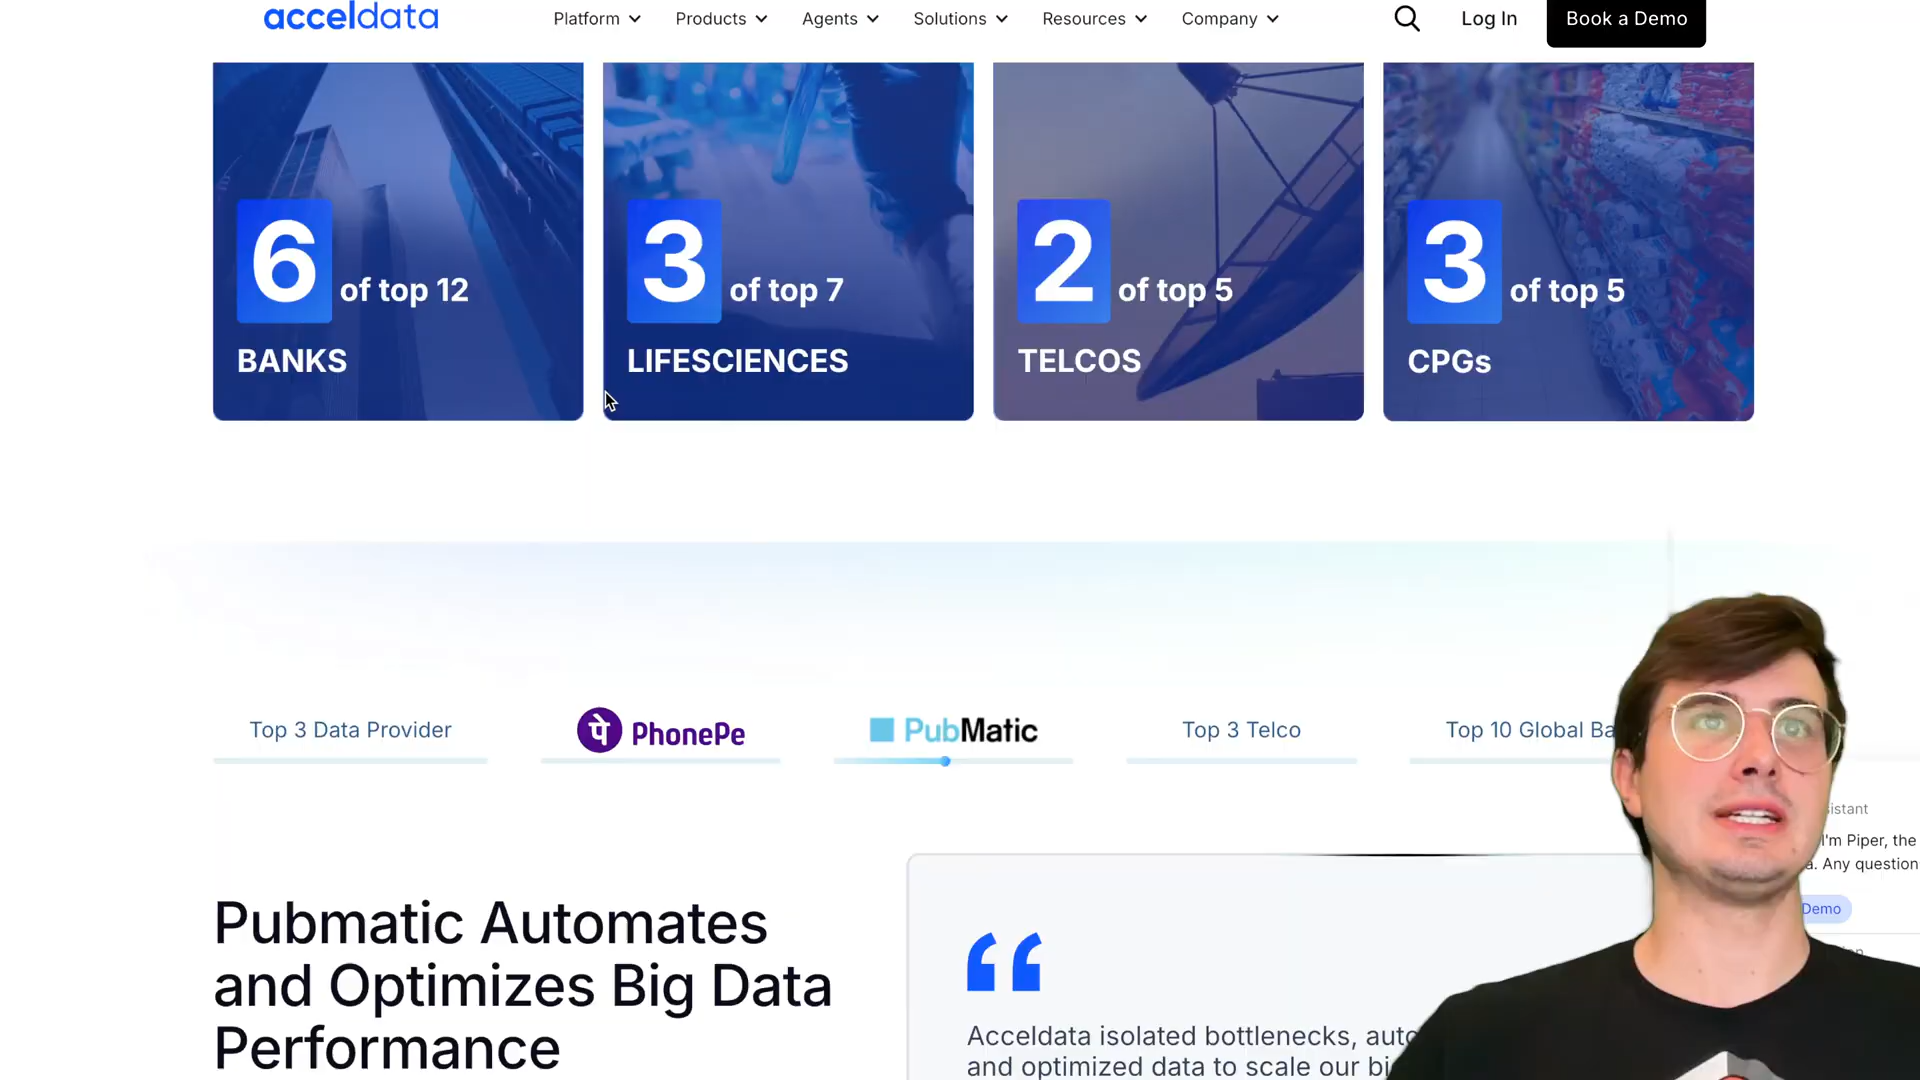 acceldata
Platform Products Agents Solutions Resources Company Log In Book a Demo
6 of top 12
BANKS
3 of top 7
LIFESCIENCES
2 of top 5
TELCOS
3 of top 5
CPGs
Top 3 Data Provider
पे PhonePe
PubMatic
Top 3 Telco
Top 10 Global Ba
Pubmatic Automates
and Optimizes Big Data
Performance
“
Acceldata isolated bottlenecks, auto
and optimized data to scale our bi
istant
I'm Piper, the
a. Any question
Demo